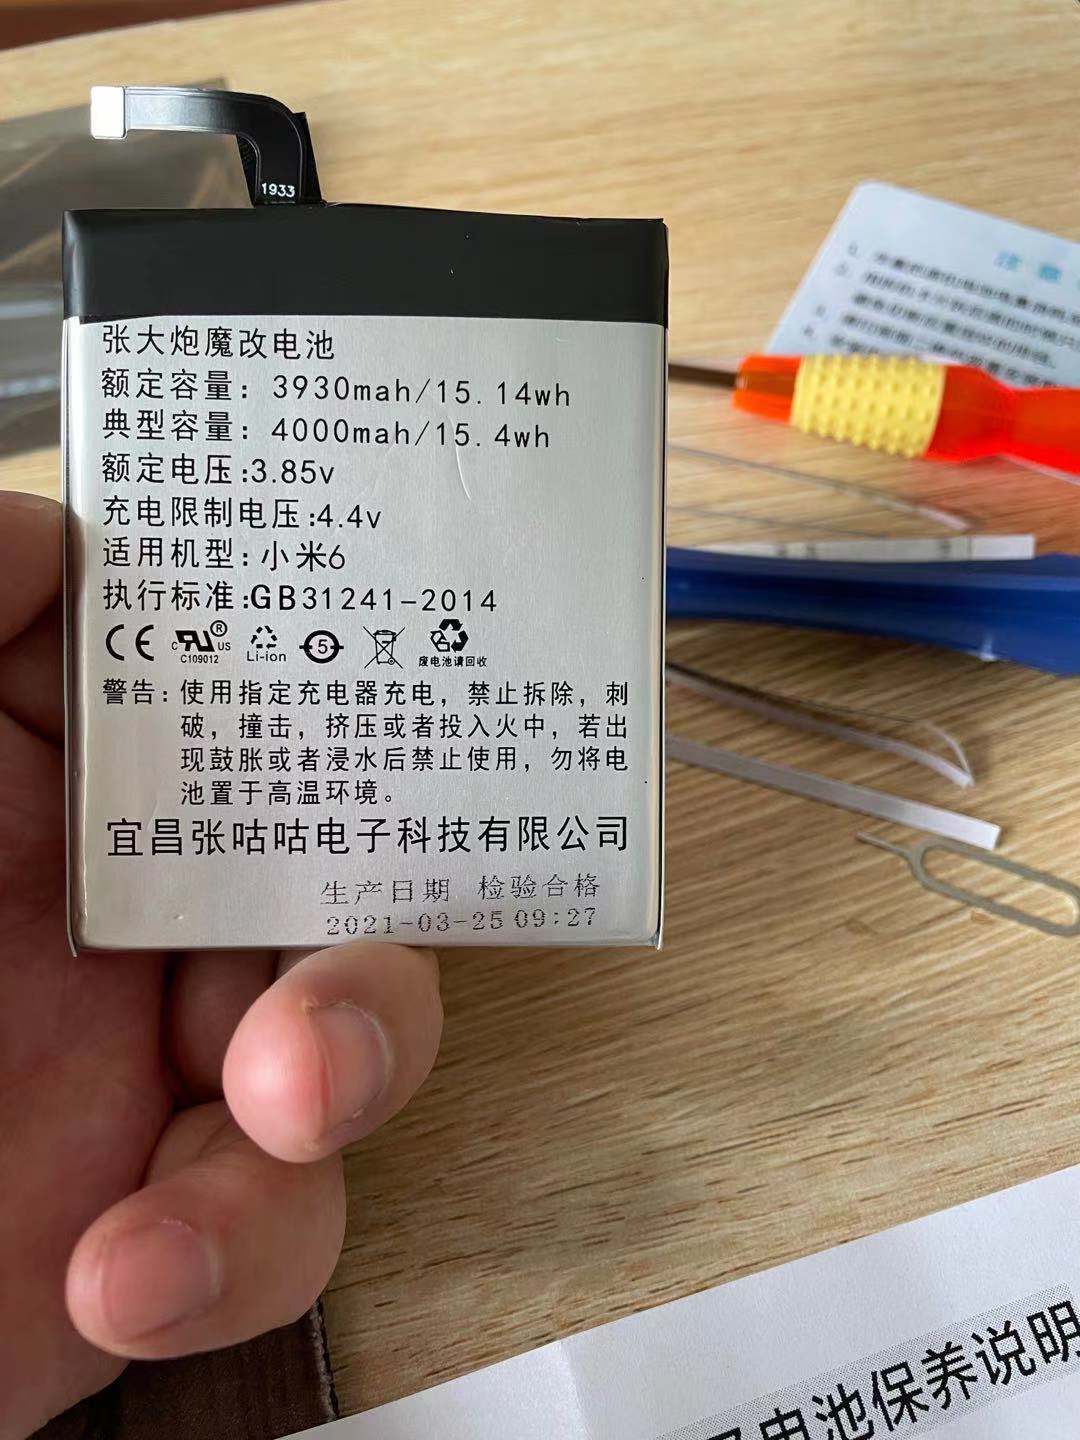 1933
张大炮魔改电池
额定容量：3930mah/15.14wh
典型容量：4000mah/15.4wh
额定电压:3.85v
充电限制电压:4.4v
适用机型：小米6
执行标准:GB31241-2014
CE
c RU ® US
C109012
Li-ion
5
废电池请回收
警告：使用指定充电器充电，禁止拆除，刺
破，撞击，挤压或者投入火中，若出
现鼓胀或者浸水后禁止使用，勿将电
池置于高温环境。
宜昌张咕咕电子科技有限公司
生产日期 检验合格
2021-03-25 09:27
注意
电池保养说明